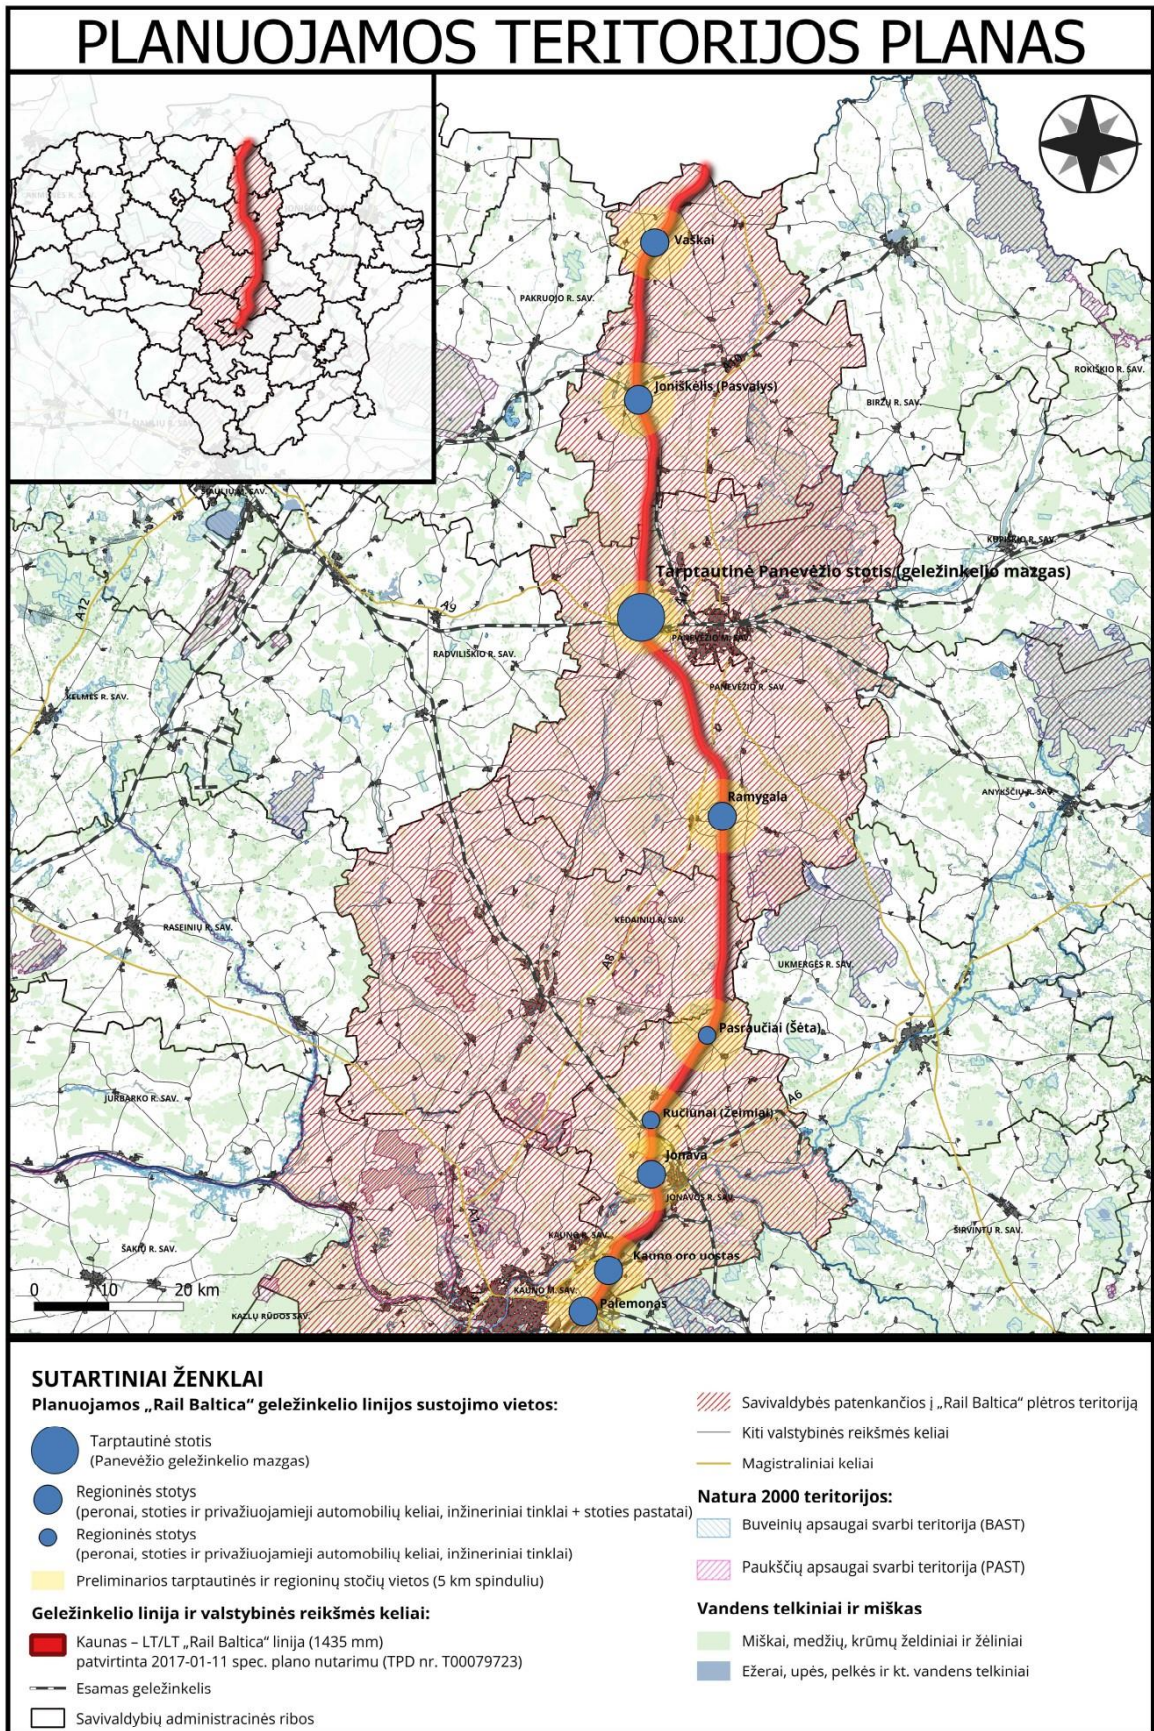 PLANUOJAMOS TERITORIJOS PLANAS
Vaškai
PAKRUOJO R. SAV.
A10
ROKIŠKIO R. SAV.
Joniškėlis (Pasvalys)
BIRŽŲ R. SAV.
A11
ŠIAULIŲ M. SAV.
KUPIŠKIO R. SAV.
Tarptautinė Panevėžio stotis (geležinkelio mazgas)
A12
A9
PANEVĖŽIO M. SAV.
RADVILIŠKIO R. SAV.
KELMĖS R. SAV.
PANEVĖŽIO R. SAV.
Ramygala
ANYKŠČIŲ R. SAV.
KĖDAINIŲ R. SAV.
RASEINIŲ R. SAV.
A8
UKMERGĖS R. SAV.
Pasraučiai (Šėta)
A6
JURBARKO R. SAV.
Ručiūnai (Žeimiai)
Jonava
JONAVOS R. SAV.
ŠIRVINTŲ R. SAV.
KAUNO R. SAV.
ŠAKIŲ R. SAV.
Kauno oro uostas
0 10 20 km
KAUNO M. SAV.
Palemonas
KAZLŲ RŪDOS SAV.
SUTARTINIAI ŽENKLAI
Planuojamos „Rail Baltica“ geležinkelio linijos sustojimo vietos:
Tarptautinė stotis
(Panevėžio geležinkelio mazgas)
Regioninės stotys
(peronai, stoties ir privažiuojamieji automobilių keliai, inžineriniai tinklai + stoties pastatai)
Regioninės stotys
(peronai, stoties ir privažiuojamieji automobilių keliai, inžineriniai tinklai)
Preliminarios tarptautinės ir regioninų stočių vietos (5 km spinduliu)
Geležinkelio linija ir valstybinės reikšmės keliai:
Kaunas – LT/LT „Rail Baltica“ linija (1435 mm)
patvirtinta 2017-01-11 spec. plano nutarimu (TPD nr. T00079723)
Esamas geležinkelis
Savivaldybių administracinės ribos
Savivaldybės patenkančios į „Rail Baltica“ plėtros teritoriją
Kiti valstybinės reikšmės keliai
Magistraliniai keliai
Natura 2000 teritorijos:
Buveinių apsaugai svarbi teritorija (BAST)
Paukščių apsaugai svarbi teritorija (PAST)
Vandens telkiniai ir miškas
Miškai, medžių, krūmų želdiniai ir žėliniai
Ežerai, upės, pelkės ir kt. vandens telkiniai